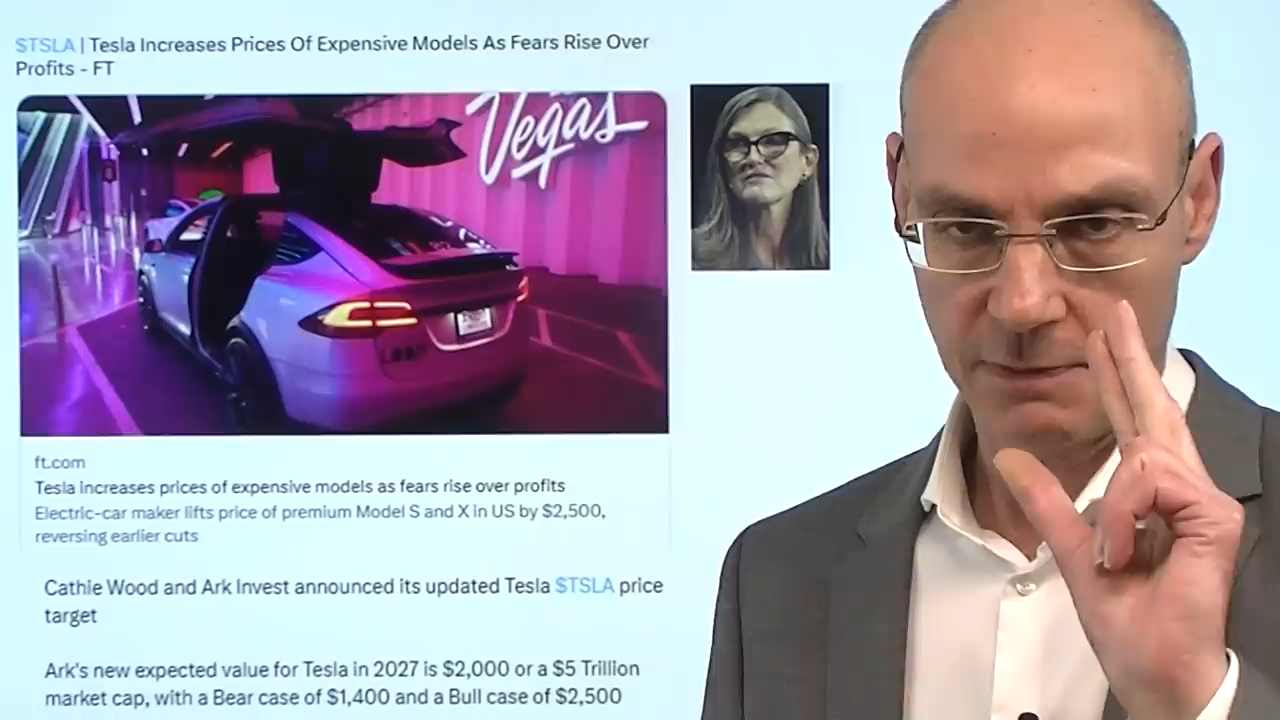 $TSLA | Tesla Increases Prices Of Expensive Models As Fears Rise Over
Profits - FT
Vegas
ft.com
Tesla increases prices of expensive models as fears rise over profits
Electric-car maker lifts price of premium Model S and X in US by $2,500,
reversing earlier cuts
Cathie Wood and Ark Invest announced its updated Tesla $TSLA price
target
Ark's new expected value for Tesla in 2027 is $2,000 or a $5 Trillion
market cap, with a Bear case of $1,400 and a Bull case of $2,500